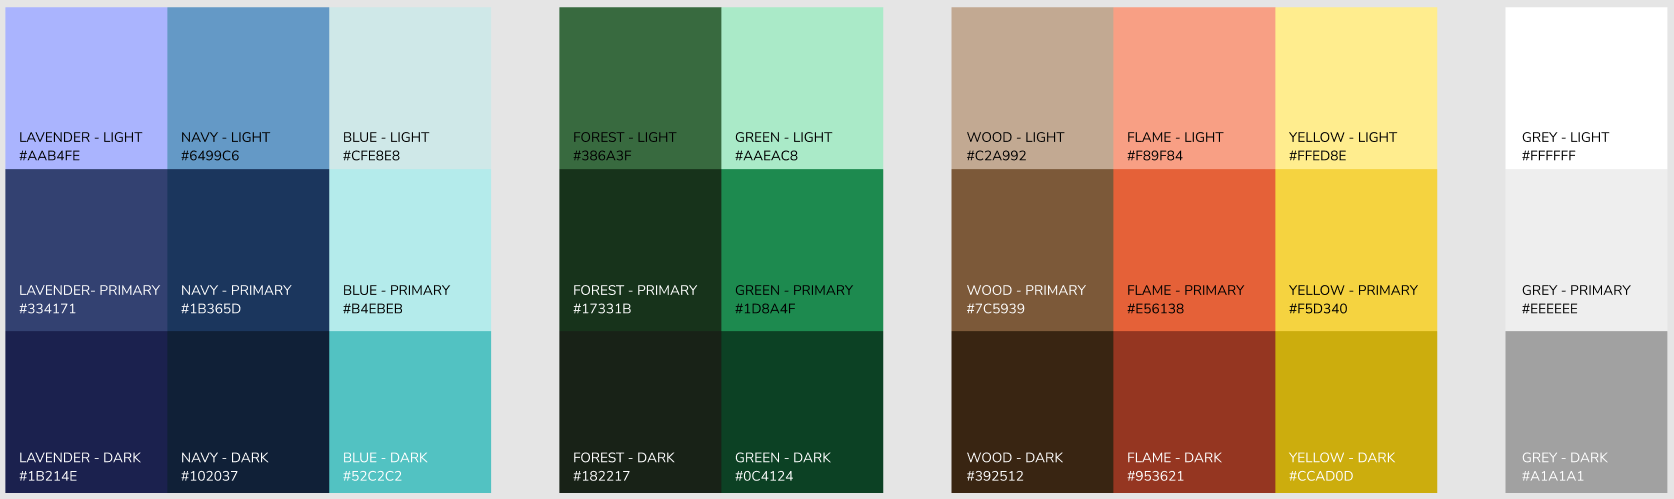 LAVENDER - LIGHT
#AAB4FE
NAVY - LIGHT
#6499C6
BLUE - LIGHT
#CFE8E8
FOREST - LIGHT
#386A3F
GREEN - LIGHT
#AAEAC8
WOOD - LIGHT
#C2A992
FLAME - LIGHT
#F89F84
YELLOW - LIGHT
#FFED8E
GREY - LIGHT
#FFFFFF
LAVENDER- PRIMARY
#334171
NAVY - PRIMARY
#1B365D
BLUE - PRIMARY
#B4EBEB
FOREST - PRIMARY
#17331B
GREEN - PRIMARY
#1D8A4F
WOOD - PRIMARY
#7C5939
FLAME - PRIMARY
#E56138
YELLOW - PRIMARY
#F5D340
GREY - PRIMARY
#EEEEEE
LAVENDER - DARK
#1B214E
NAVY - DARK
#102037
BLUE - DARK
#52C2C2
FOREST - DARK
#182217
GREEN - DARK
#0C4124
WOOD - DARK
#392512
FLAME - DARK
#953621
YELLOW - DARK
#CCAD0D
GREY - DARK
#A1A1A1